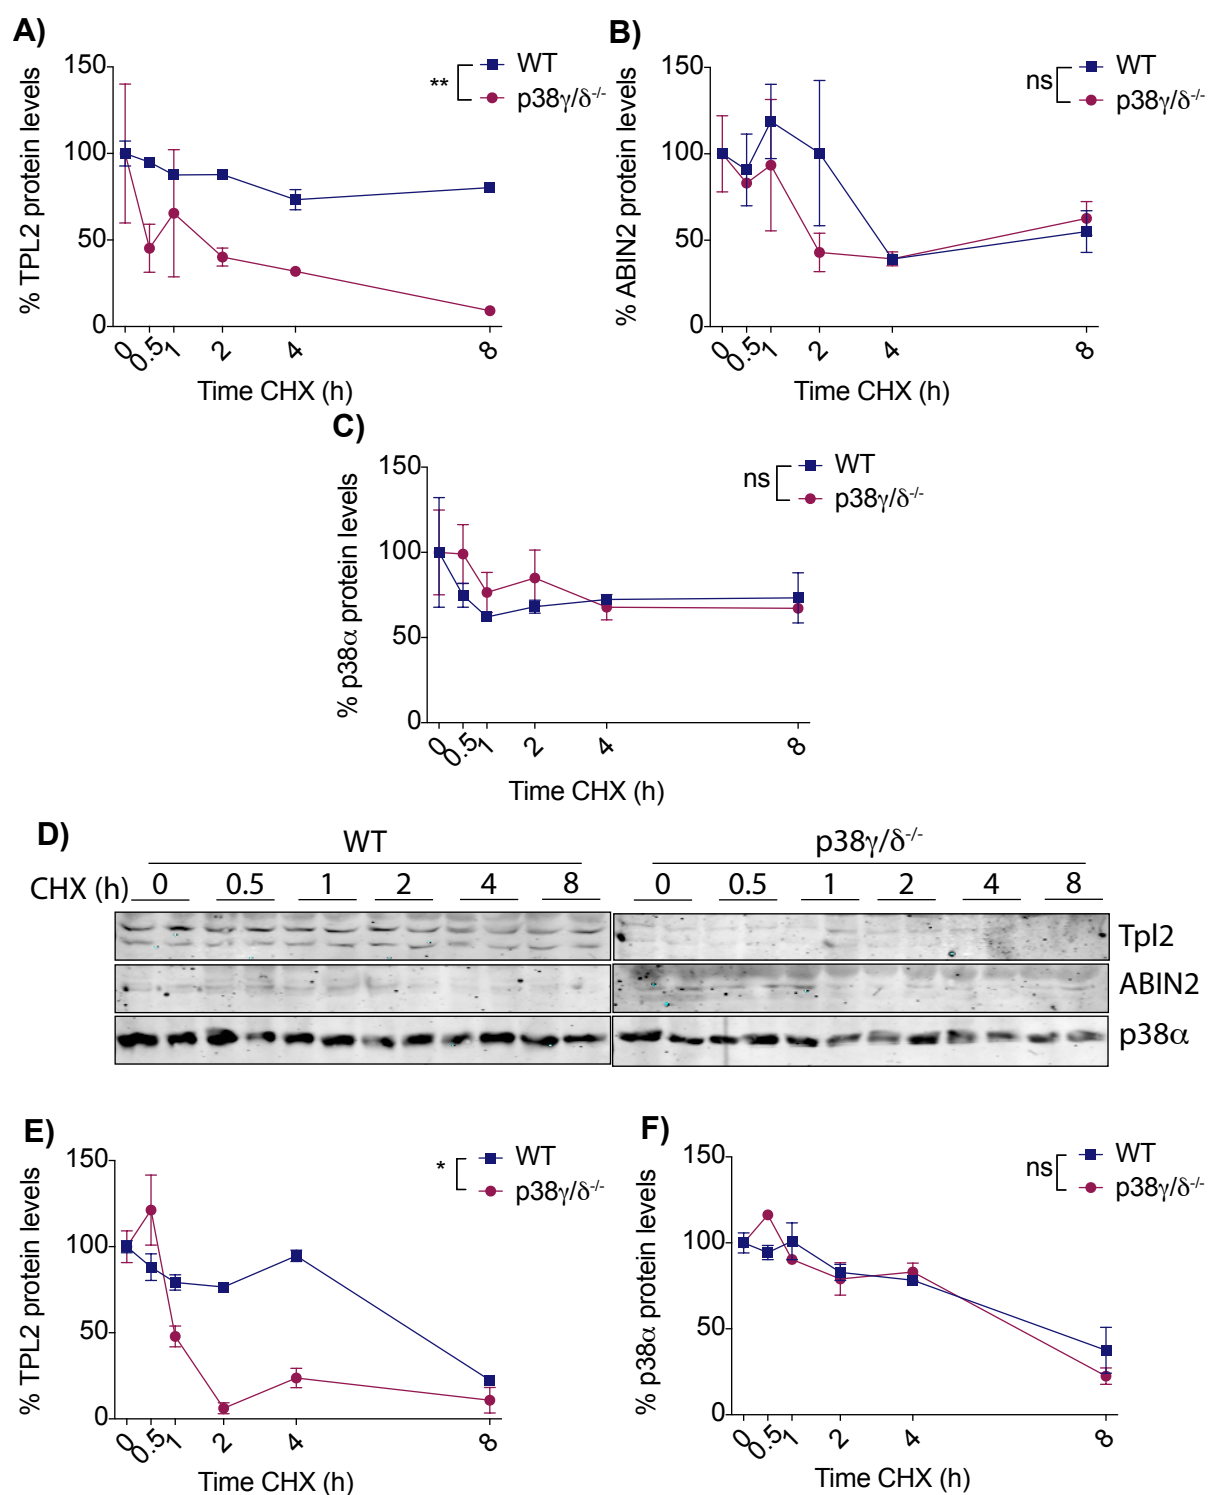 A)
% TPL2 protein levels
150
100
50
0
0 0.5 1 2 4 8
Time CHX (h)
** WT
p38γ/δ-/-
B)
% ABIN2 protein levels
150
100
50
0
0 0.5 1 2 4 8
Time CHX (h)
ns WT
p38γ/δ-/-
C)
% p38α protein levels
150
100
50
0
0 0.5 1 2 4 8
Time CHX (h)
ns WT
p38γ/δ-/-
D)
WT p38γ/δ-/-
CHX (h) 0 0.5 1 2 4 8 0 0.5 1 2 4 8
Tpl2
ABIN2
p38α
E)
% TPL2 protein levels
150
100
50
0
0 0.5 1 2 4 8
Time CHX (h)
* WT
p38γ/δ-/-
F)
% p38α protein levels
150
100
50
0
0 0.5 1 2 4 8
Time CHX (h)
ns WT
p38γ/δ-/-